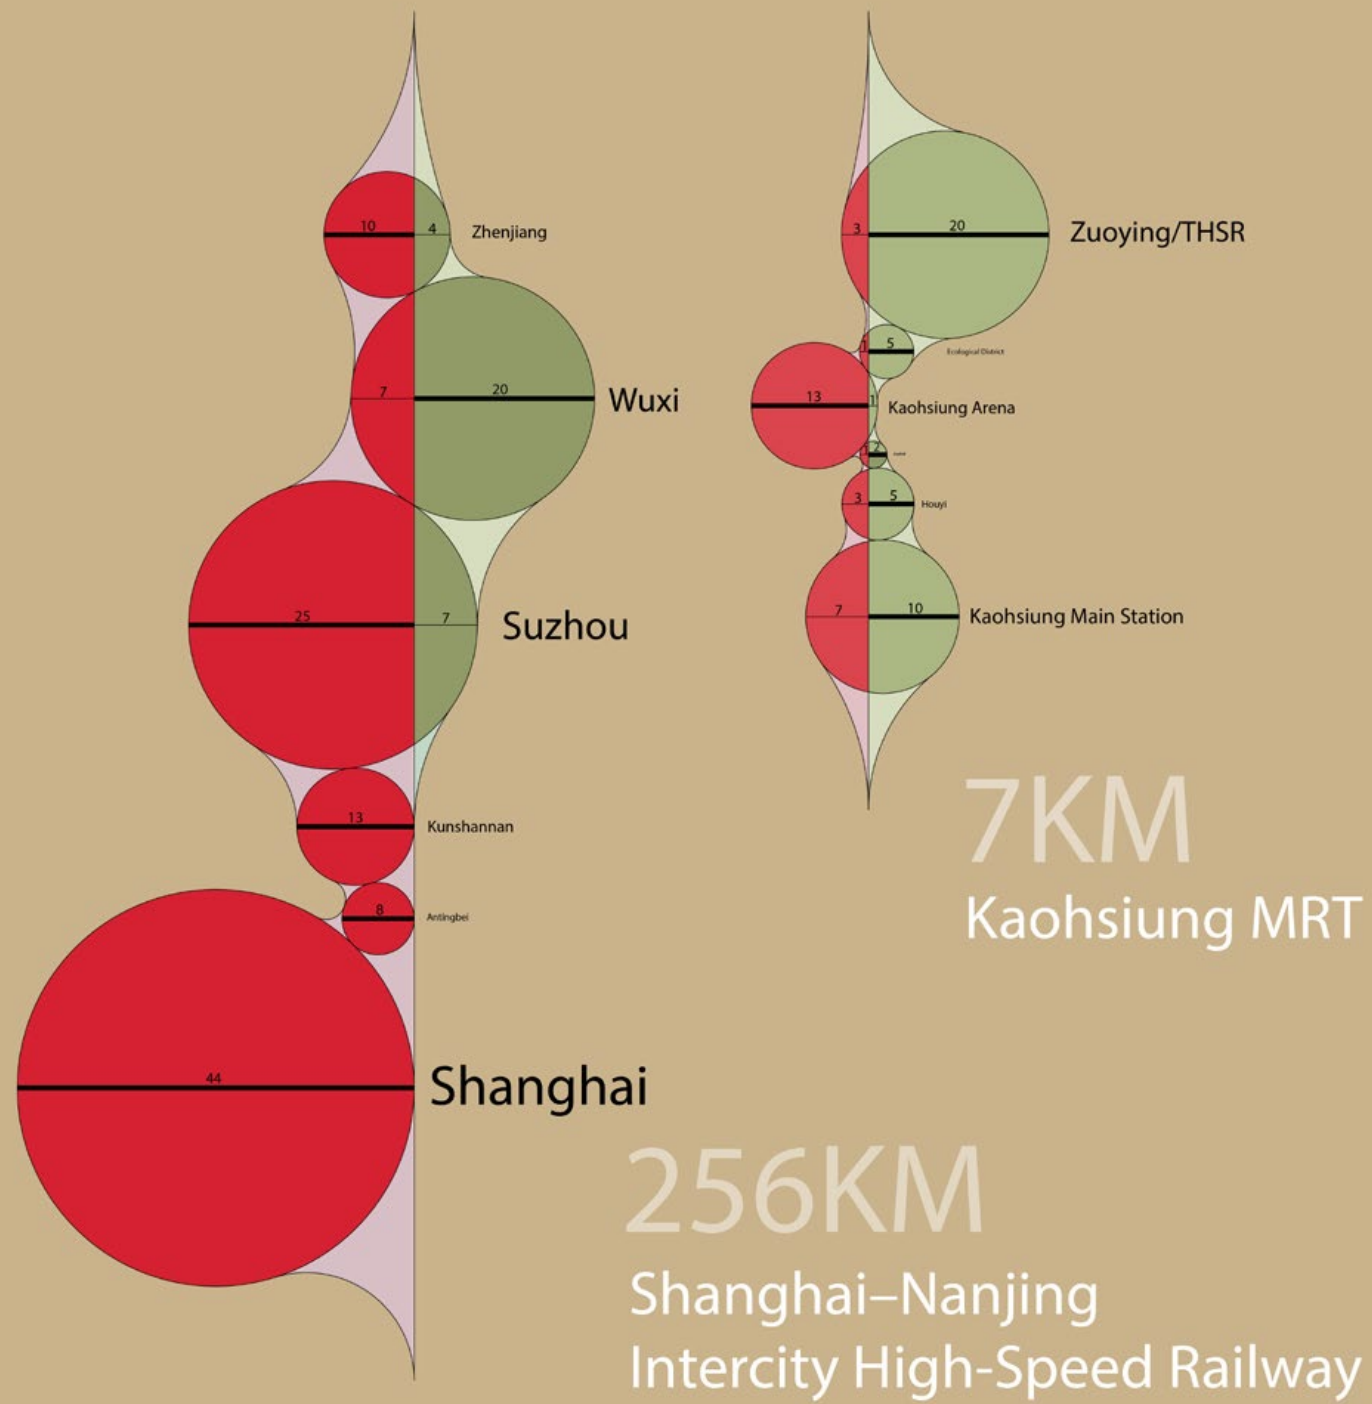 10
4
Zhenjiang
7
20
Wuxi
25
7
Suzhou
13
Kunshannan
8
Antingbei
44
Shanghai
256KM
Shanghai–Nanjing
Intercity High-Speed Railway
3
20
Zuoying/THSR
1
5
Ecological District
13
1
Kaohsiung Arena
1
2
3
5
Houyi
7
10
Kaohsiung Main Station
7KM
Kaohsiung MRT